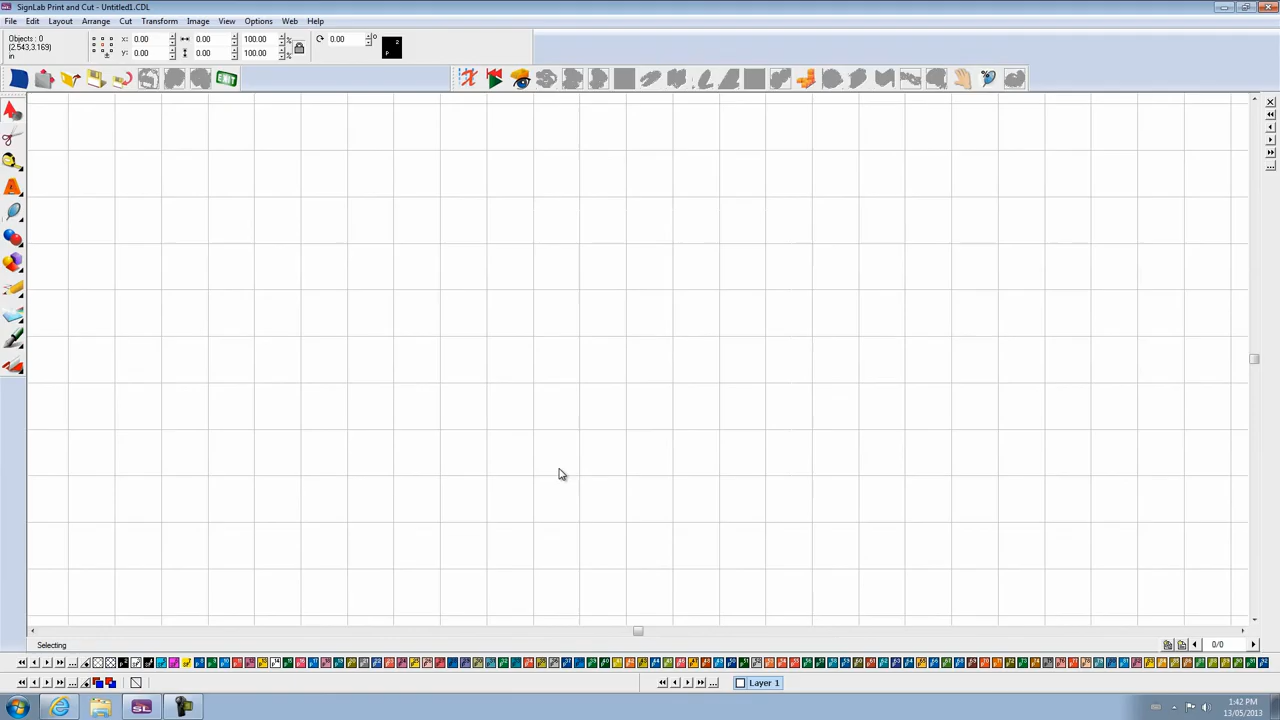 SignLab Print and Cut - Untitled1.CDL
File Edit Layout Arrange Cut Transform Image View Options Web Help
Objects : 0
(2.543,3.169)
in
x: 0.00 0.00 100.00 % 0.00 °
Y: 0.00 0.00 100.00 %
EXIT
Selecting
0/0
Layer 1
SL
1:42 PM
13/05/2013